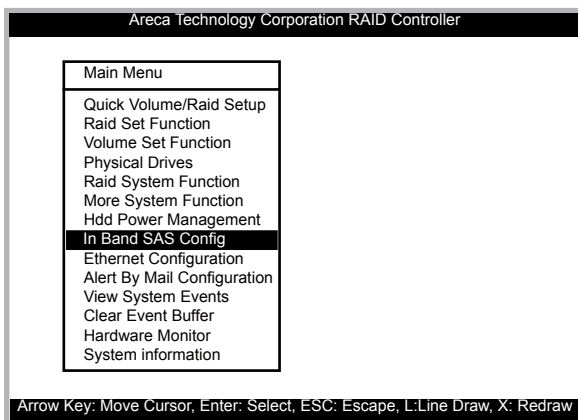 Areca Technology Corporation RAID Controller
Main Menu
Quick Volume/Raid Setup
Raid Set Function
Volume Set Function
Physical Drives
Raid System Function
More System Function
Hdd Power Management
In Band SAS Config
Ethernet Configuration
Alert By Mail Configuration
View System Events
Clear Event Buffer
Hardware Monitor
System information
Arrow Key: Move Cursor, Enter: Select, ESC: Escape, L:Line Draw, X: Redraw